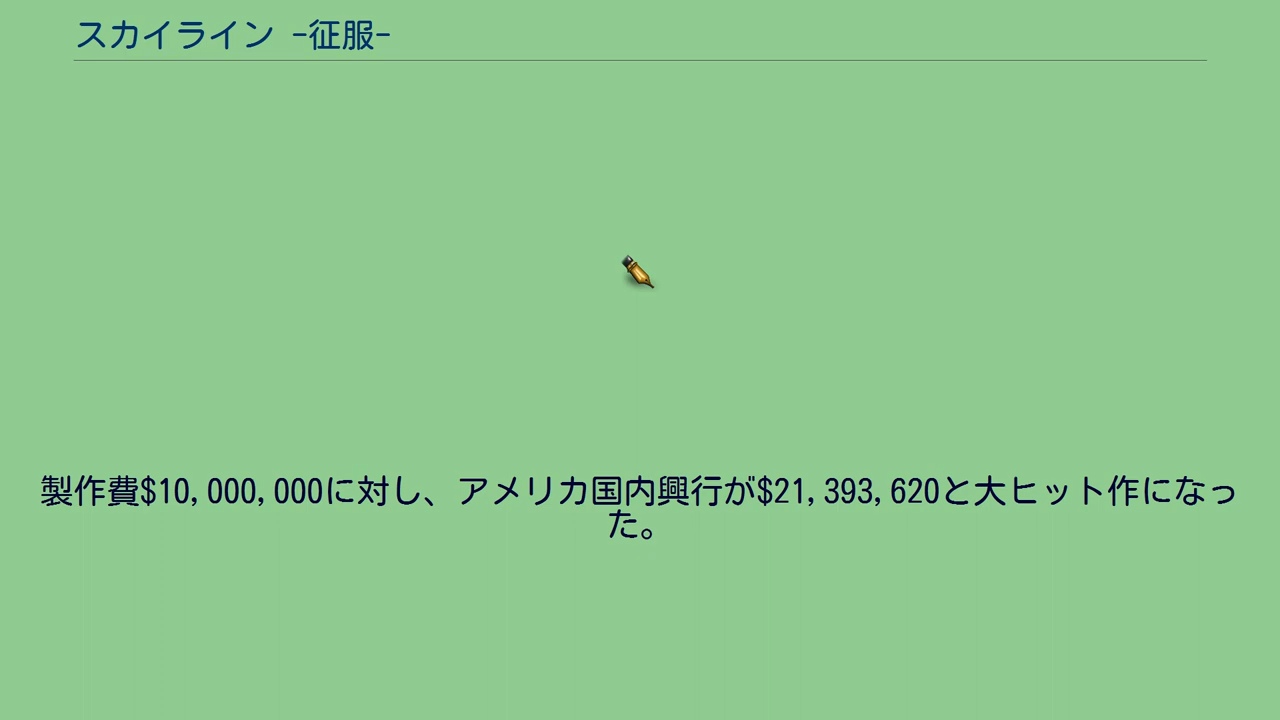 スカイライン -征服-
製作費$10,000,000に対し、アメリカ国内興行が$21,393,620と大ヒット作になっ
た。